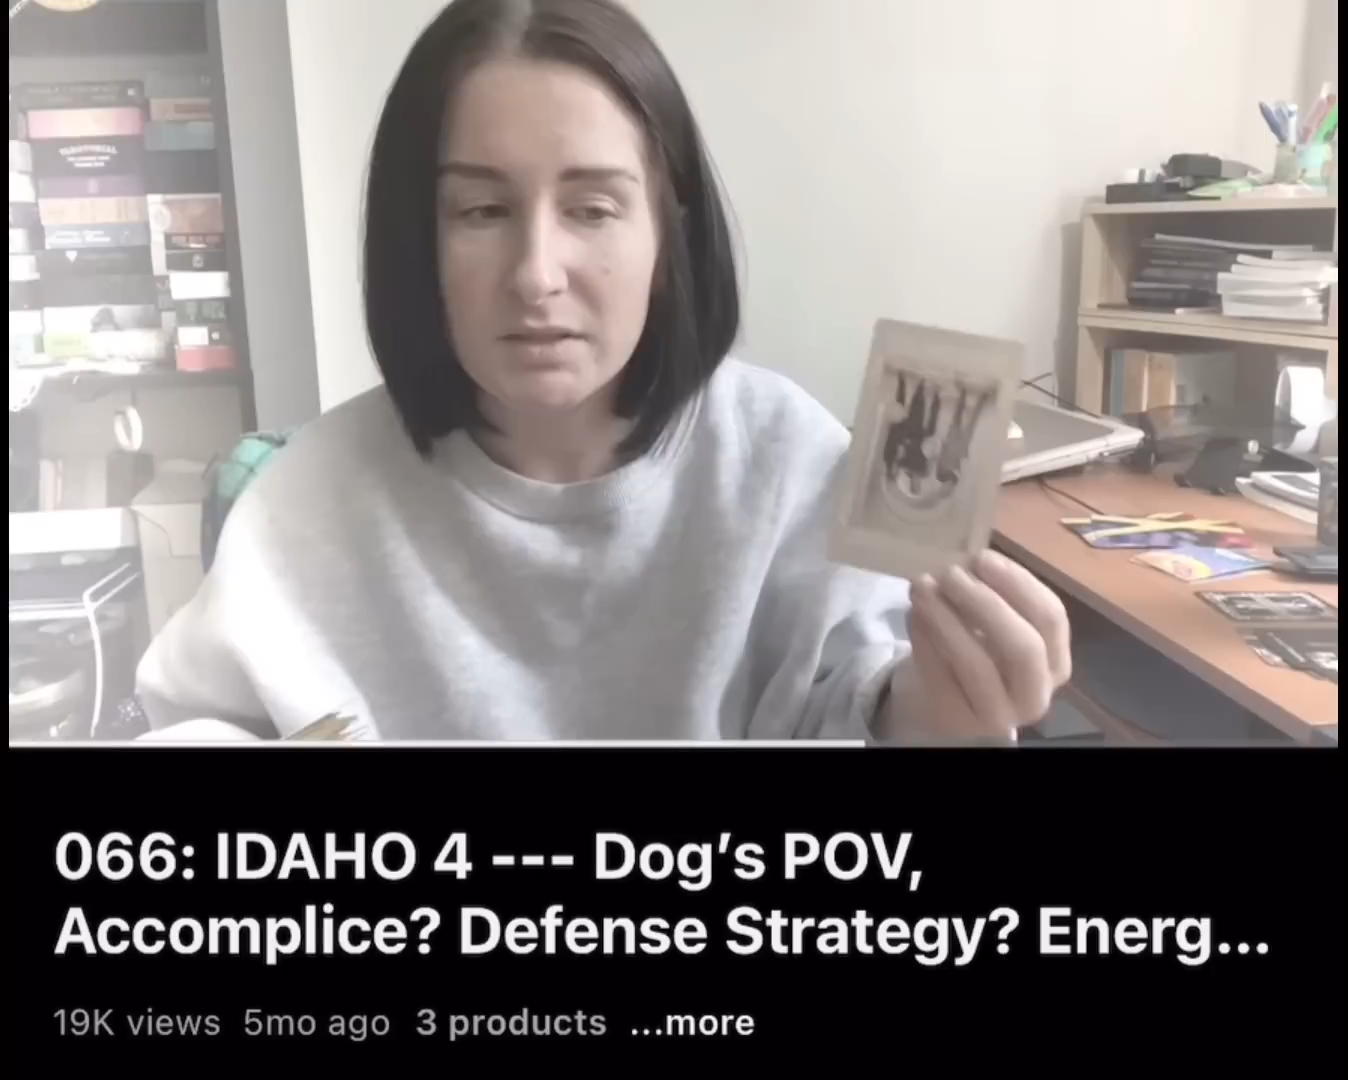 066: IDAHO 4 --- Dog’s POV,
Accomplice? Defense Strategy? Energ...
19K views 5mo ago 3 products ...more